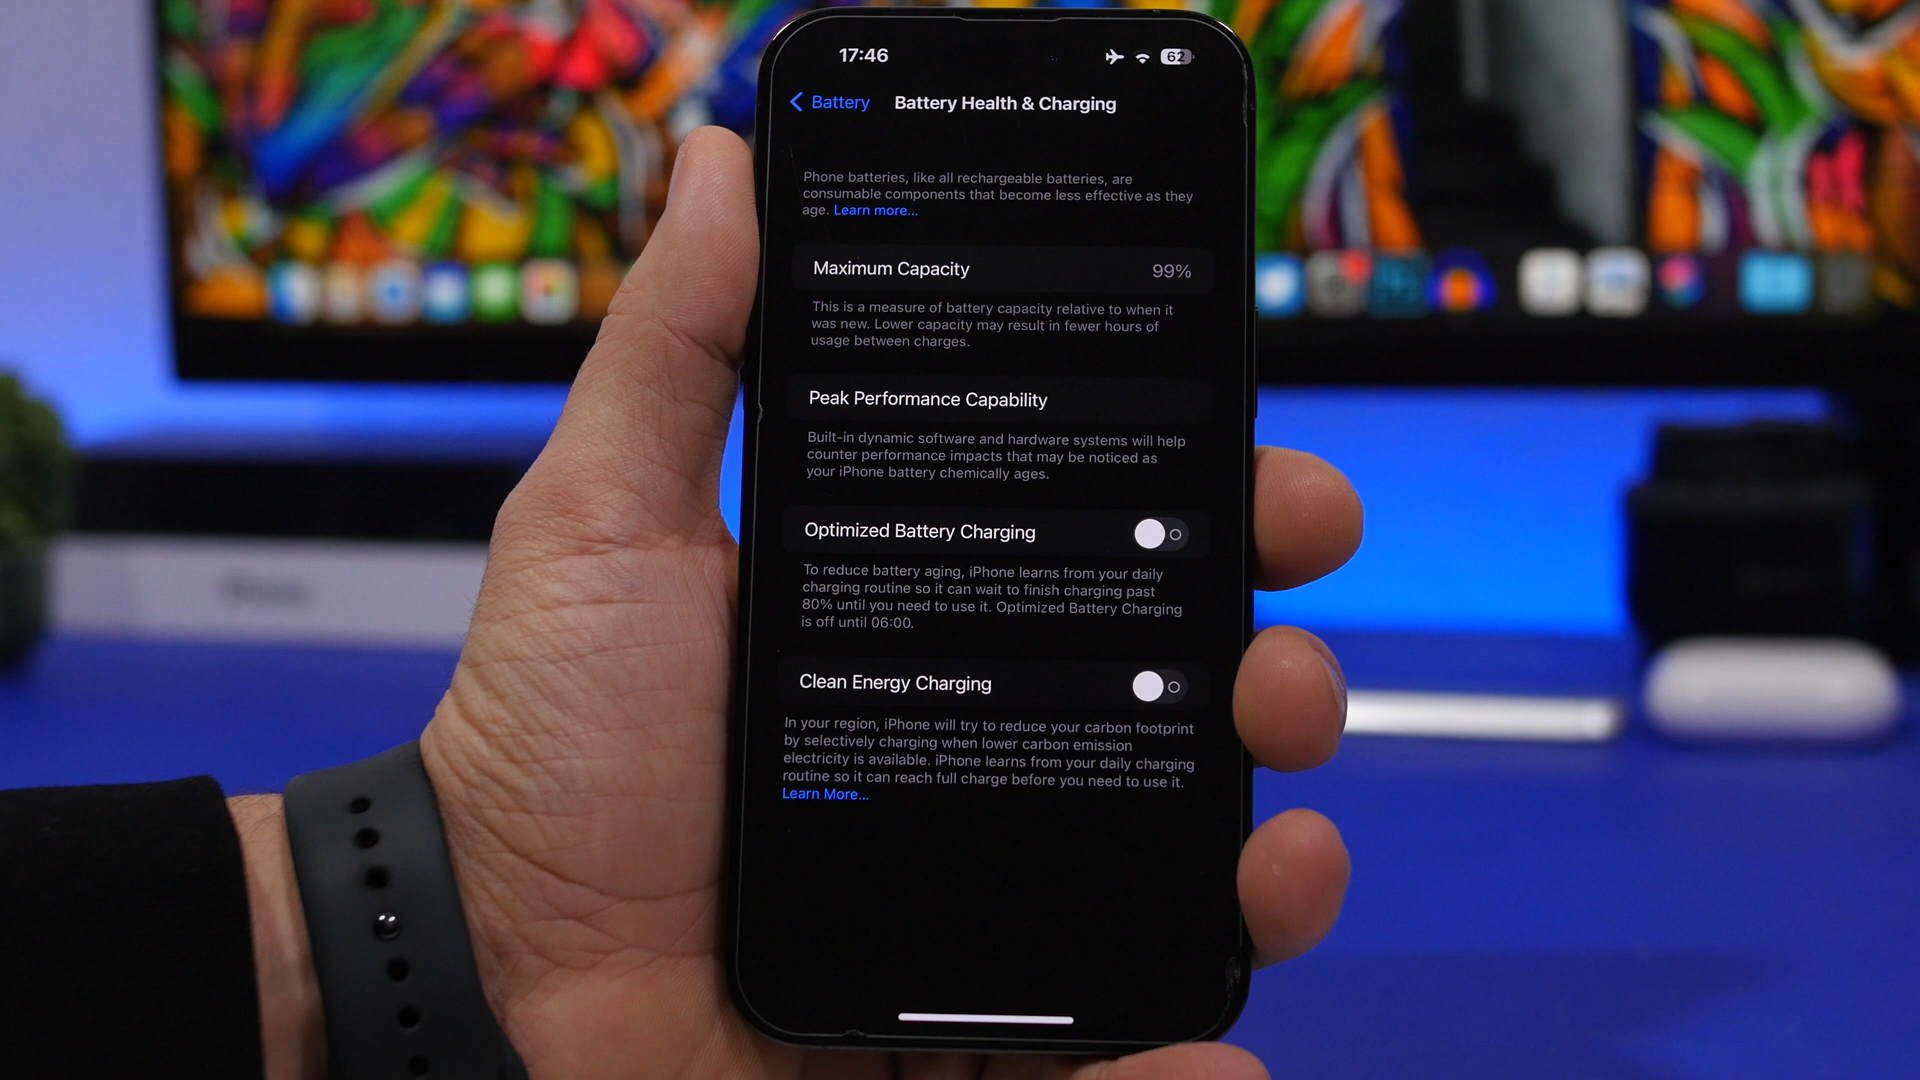 17:46
62
Battery
Battery Health & Charging
Phone batteries, like all rechargeable batteries, are
consumable components that become less effective as they
age. Learn more...
Maximum Capacity
99%
This is a measure of battery capacity relative to when it
was new. Lower capacity may result in fewer hours of
usage between charges.
Peak Performance Capability
Built-in dynamic software and hardware systems will help
counter performance impacts that may be noticed as
your iPhone battery chemically ages.
Optimized Battery Charging
To reduce battery aging, iPhone learns from your daily
charging routine so it can wait to finish charging past
80% until you need to use it. Optimized Battery Charging
is off until 06:00.
Clean Energy Charging
In your region, iPhone will try to reduce your carbon footprint
by selectively charging when lower carbon emission
electricity is available. iPhone learns from your daily charging
routine so it can reach full charge before you need to use it.
Learn More...